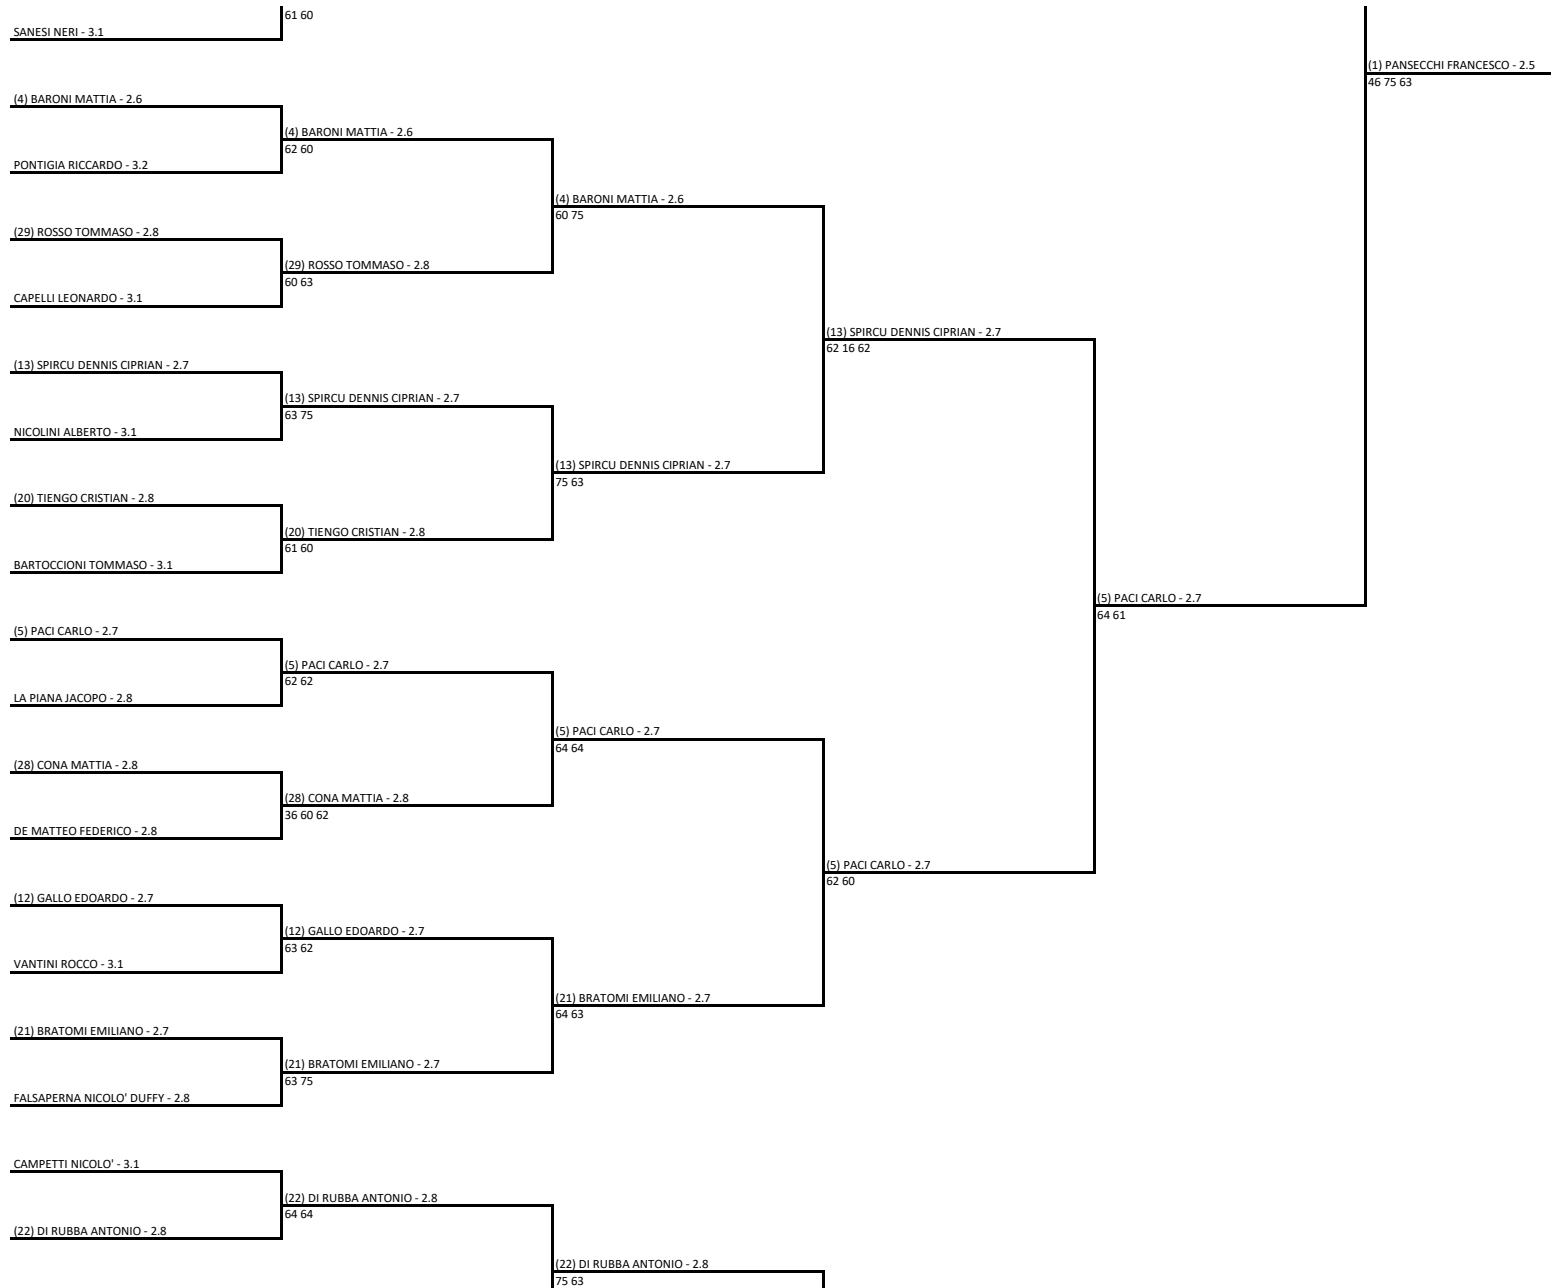 61 60
SANESI NERI - 3.1
(1) PANSECCHI FRANCESCO - 2.5
46 75 63
(4) BARONI MATTIA - 2.6
(4) BARONI MATTIA - 2.6
62 60
PONTIGIA RICCARDO - 3.2
(4) BARONI MATTIA - 2.6
60 75
(29) ROSSO TOMMASO - 2.8
(29) ROSSO TOMMASO - 2.8
60 63
CAPELLI LEONARDO - 3.1
(13) SPIRCU DENNIS CIPRIAN - 2.7
62 16 62
(13) SPIRCU DENNIS CIPRIAN - 2.7
(13) SPIRCU DENNIS CIPRIAN - 2.7
63 75
NICOLINI ALBERTO - 3.1
(13) SPIRCU DENNIS CIPRIAN - 2.7
75 63
(20) TIENGO CRISTIAN - 2.8
(20) TIENGO CRISTIAN - 2.8
61 60
BARTOCCIONI TOMMASO - 3.1
(5) PACI CARLO - 2.7
64 61
(5) PACI CARLO - 2.7
(5) PACI CARLO - 2.7
62 62
LA PIANA JACOPO - 2.8
(5) PACI CARLO - 2.7
64 64
(28) CONA MATTIA - 2.8
(28) CONA MATTIA - 2.8
36 60 62
DE MATTEO FEDERICO - 2.8
(5) PACI CARLO - 2.7
62 60
(12) GALLO EDOARDO - 2.7
(12) GALLO EDOARDO - 2.7
63 62
VANTINI ROCCO - 3.1
(21) BRATOMI EMILIANO - 2.7
64 63
(21) BRATOMI EMILIANO - 2.7
(21) BRATOMI EMILIANO - 2.7
63 75
FALSAPERNA NICOLO' DUFFY - 2.8
CAMPETTI NICOLO' - 3.1
(22) DI RUBBA ANTONIO - 2.8
64 64
(22) DI RUBBA ANTONIO - 2.8
(22) DI RUBBA ANTONIO - 2.8
75 63